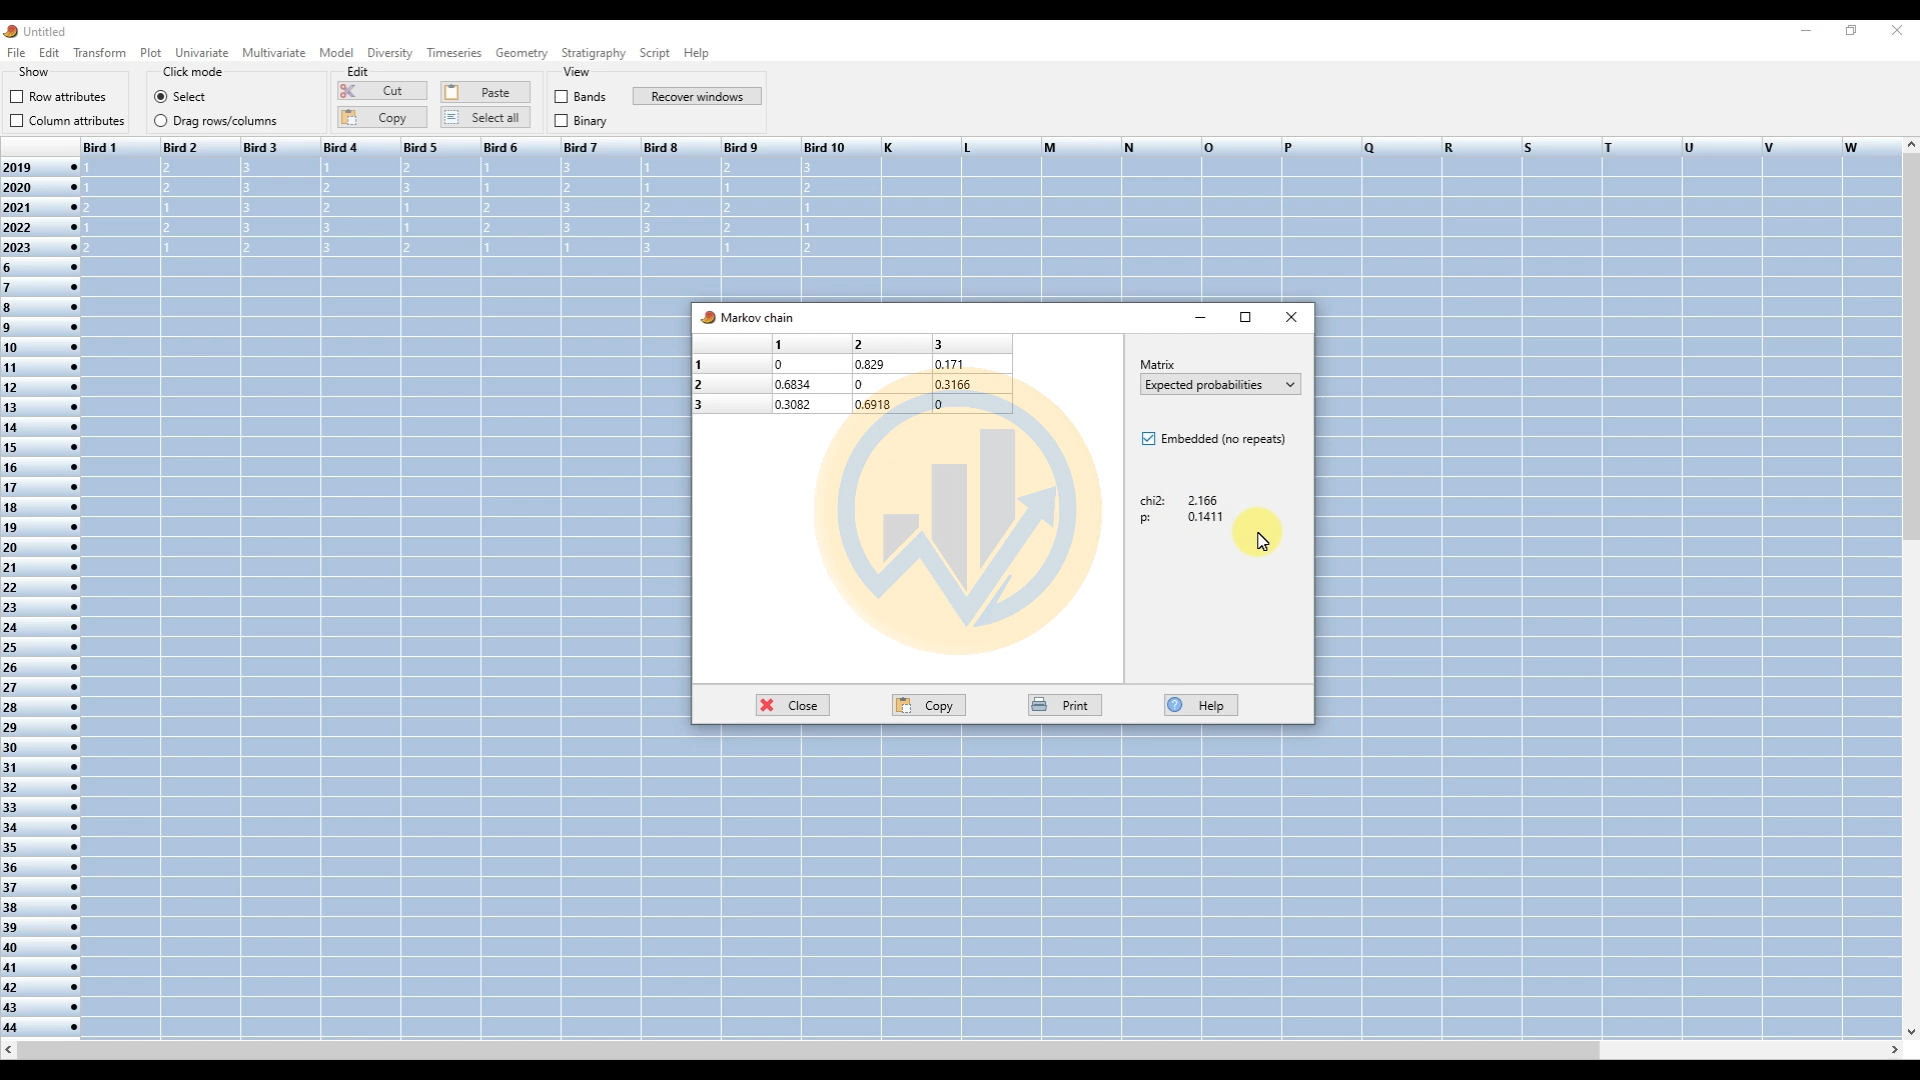 Untitled
File Edit Transform Plot Univariate Multivariate Model Diversity Timeseries Geometry Stratigraphy Script Help
Show Click mode Edit View
Row attributes Select Cut Paste Bands Recover windows
Column attributes Drag rows/columns Copy Select all Binary
Bird 1 Bird 2 Bird 3 Bird 4 Bird 5 Bird 6 Bird 7 Bird 8 Bird 9 Bird 10 K L M N O P Q R S T U V W
2019 1 2 3 1 2 1 3 1 2 3
2020 1 2 3 2 3 1 2 1 1 2
2021 2 1 3 2 1 2 3 2 2 1
2022 1 2 3 3 1 2 3 3 2 1
2023 2 1 2 3 2 1 1 3 1 2
6
7
8
9
10
11
12
13
14
15
16
17
18
19
20
21
22
23
24
25
26
27
28
29
30
31
32
33
34
35
36
37
38
39
40
41
42
43
44
Markov chain
1 2 3
1 0 0.829 0.171
2 0.6834 0 0.3166
3 0.3082 0.6918 0
Matrix
Expected probabilities
Embedded (no repeats)
chi2: 2.166
p: 0.1411
Close Copy Print Help